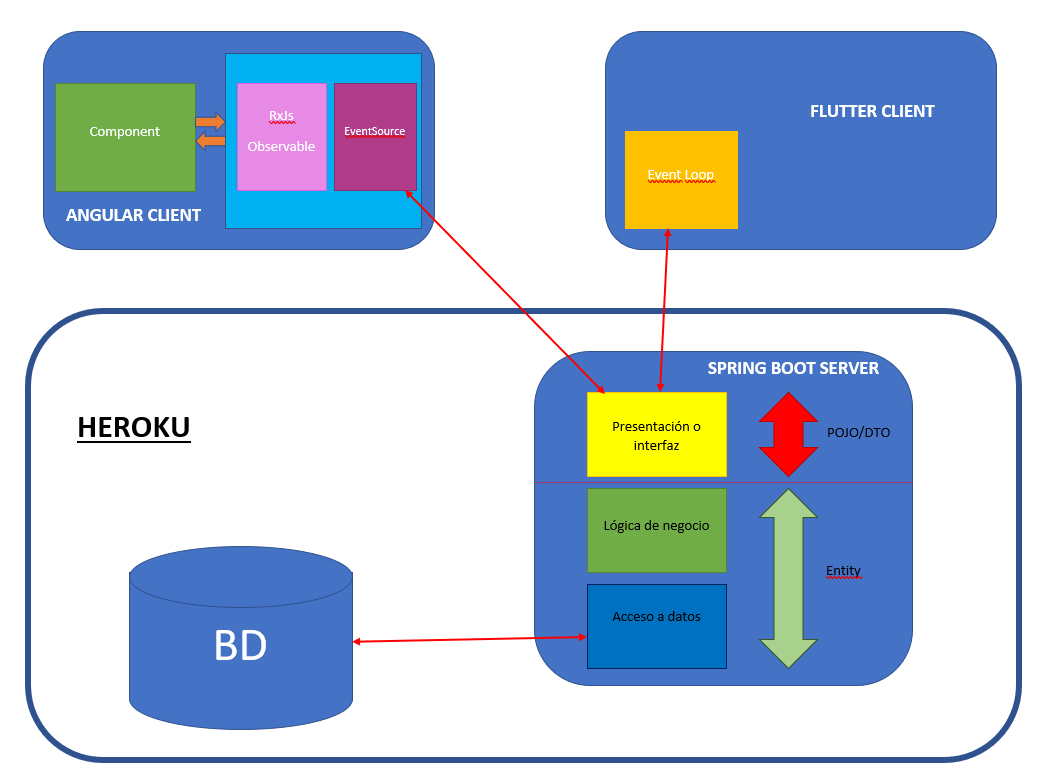 Component
RxJs
Observable
EventSource
ANGULAR CLIENT
FLUTTER CLIENT
Event Loop
HEROKU
SPRING BOOT SERVER
Presentación o
interfaz
POJO/DTO
Lógica de negocio
Entity
Acceso a datos
BD